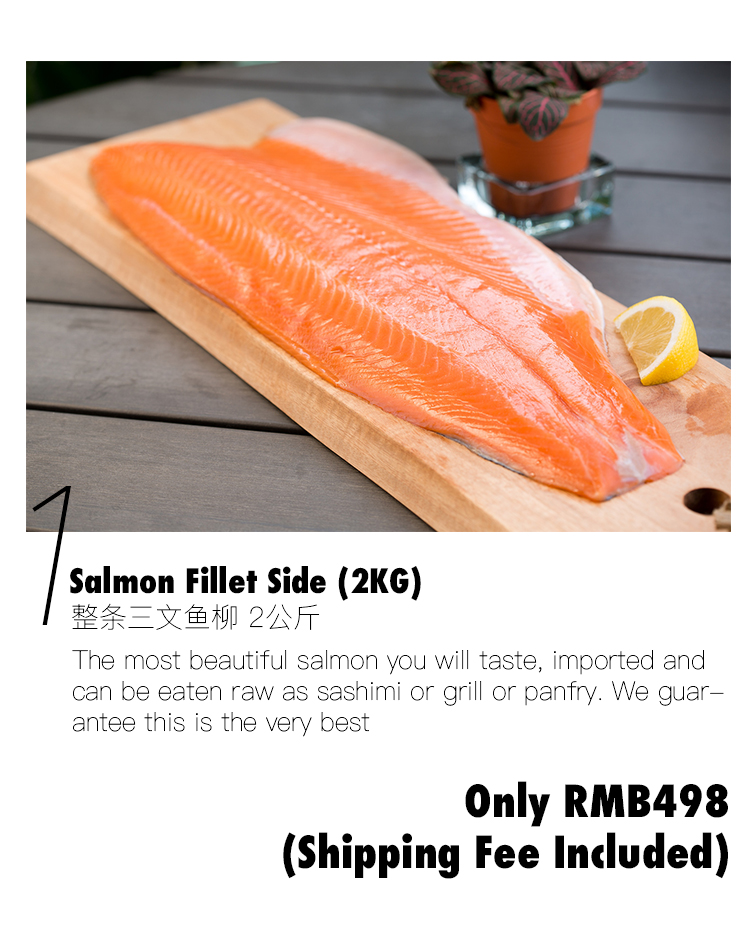 1
Salmon Fillet Side (2KG)
整条三文鱼柳 2公斤
The most beautiful salmon you will taste, imported and
can be eaten raw as sashimi or grill or panfry. We guar-
antee this is the very best
Only RMB498
(Shipping Fee Included)